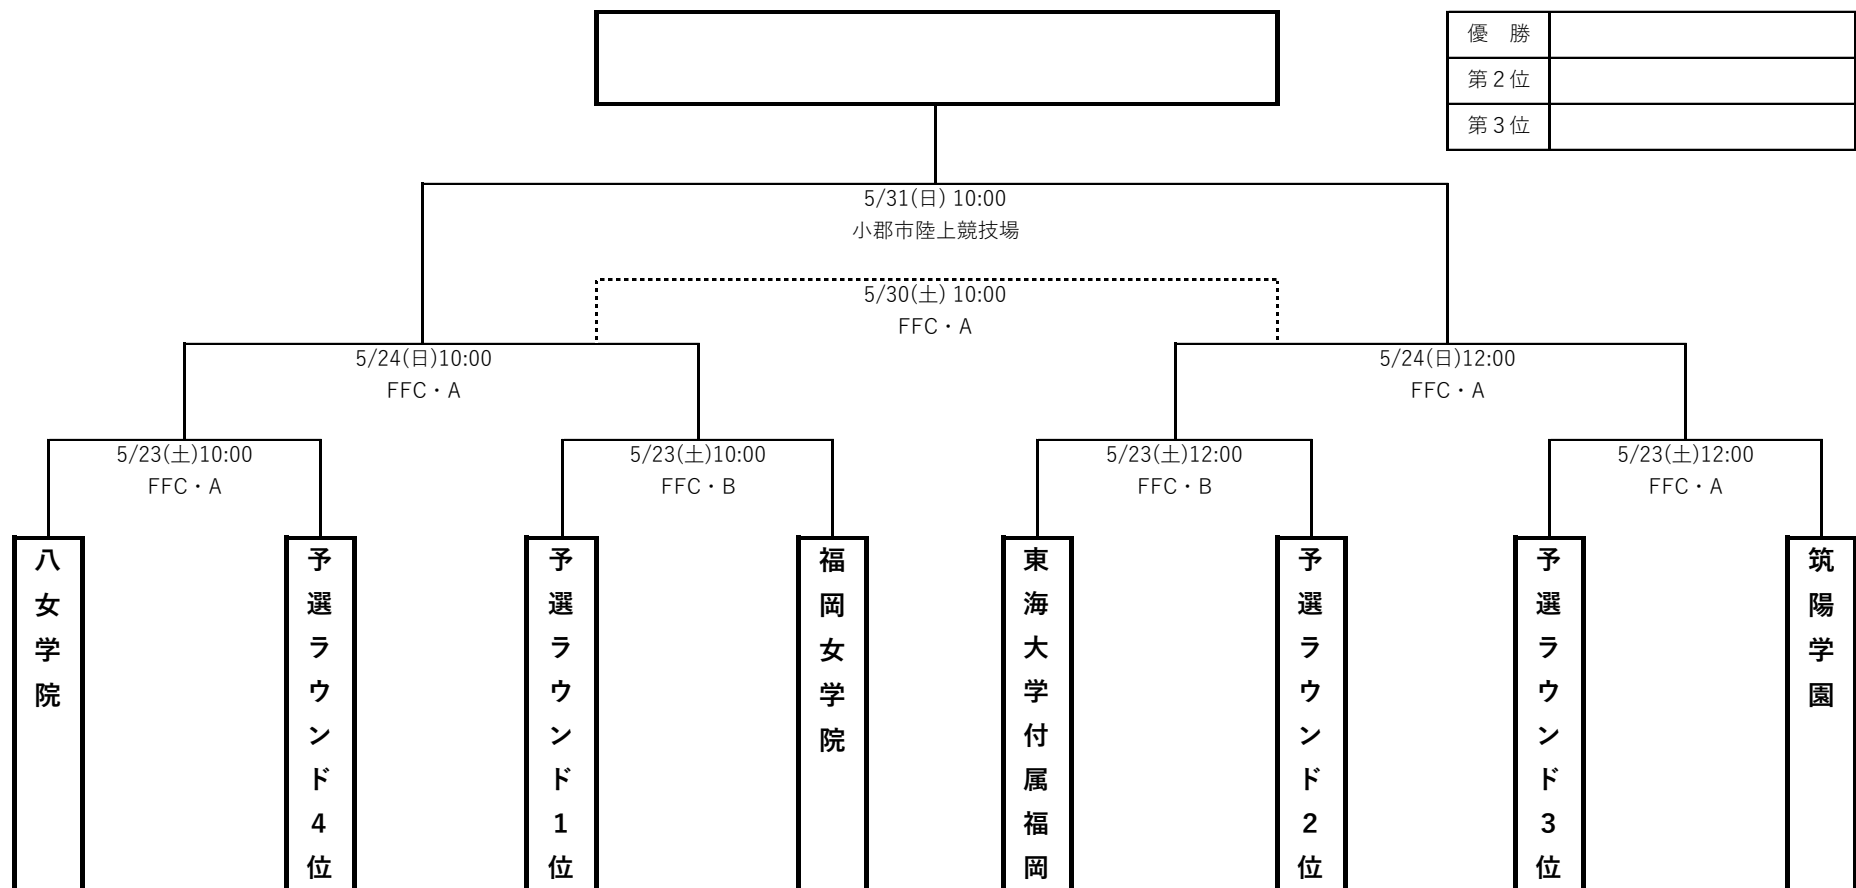 優　勝
第２位
第３位
5/31(日) 10:00
小郡市陸上競技場
5/30(土) 10:00
FFC・A
5/24(日)10:00
FFC・A
5/24(日)12:00
FFC・A
5/23(土)10:00
FFC・A
5/23(土)10:00
FFC・B
5/23(土)12:00
FFC・B
5/23(土)12:00
FFC・A
八女学院
予選ラウンド4位
予選ラウンド1位
福岡女学院
東海大学付属福岡
予選ラウンド2位
予選ラウンド3位
筑陽学園